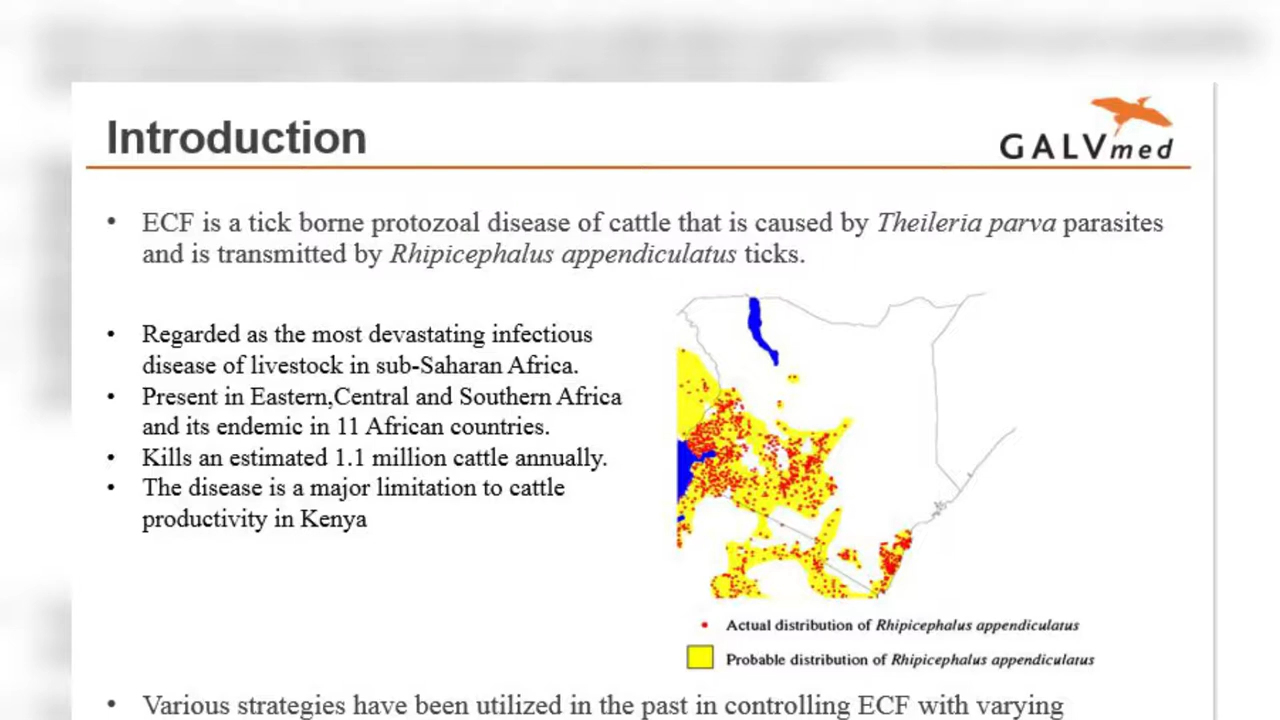 Introduction
GALVmed
• ECF is a tick borne protozoal disease of cattle that is caused by Theileria parva parasites
and is transmitted by Rhipicephalus appendiculatus ticks.
• Regarded as the most devastating infectious
disease of livestock in sub-Saharan Africa.
• Present in Eastern,Central and Southern Africa
and its endemic in 11 African countries.
• Kills an estimated 1.1 million cattle annually.
• The disease is a major limitation to cattle
productivity in Kenya
Actual distribution of Rhipicephalus appendiculatus
Probable distribution of Rhipicephalus appendiculatus
• Various strategies have been utilized in the past in controlling ECF with varying